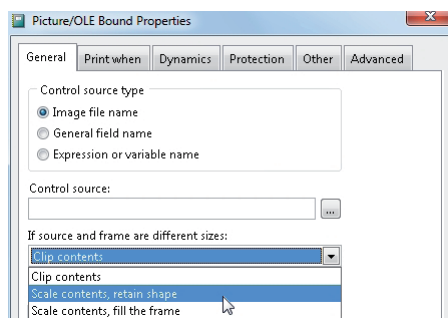 Picture/OLE Bound Properties
General Print when Dynamics Protection Other Advanced
Control source type
Image file name
General field name
Expression or variable name
Control source:
...
If source and frame are different sizes:
Clip contents
Clip contents
Scale contents, retain shape
Scale contents, fill the frame